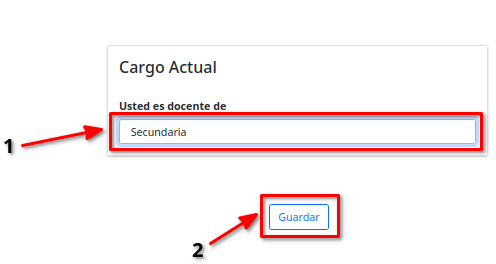 Cargo Actual
Usted es docente de
1
Secundaria
Guardar
2